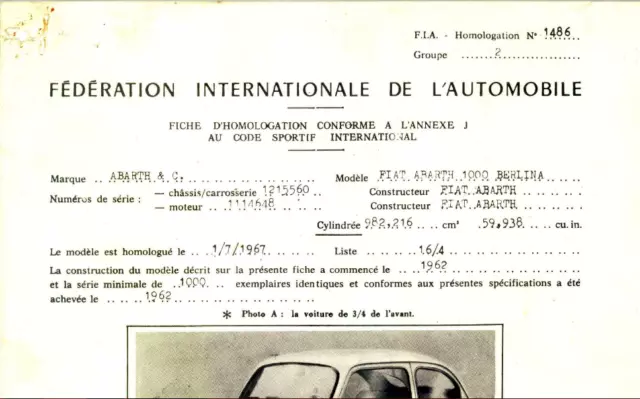 F.I.A. - Homologation N° 1486
Groupe ....... 2 .................
FÉDÉRATION INTERNATIONALE DE L'AUTOMOBILE
FICHE D'HOMOLOGATION CONFORME A L'ANNEXE J
AU CODE SPORTIF INTERNATIONAL
Marque .. ABARTH & C. .................. Modèle .FIAT ABARTH 1000 BERLINA......
Numéros de série : — châssis/carrosserie 1215560 .. Constructeur FIAT ABARTH ........
— moteur .. 1114648 .. Constructeur FIAT ABARTH ........
Cylindrée 982,216 .... cm³ .59,938. .... cu. in.
Le modèle est homologué le ... 1/7/1967 ....... Liste ....... 16/4 ..................
La construction du modèle décrit sur la présente fiche a commencé le .... 1962 ..................
et la série minimale de ..1000. .. exemplaires identiques et conformes aux présentes spécifications a été
achevée le ...... 1962 ....................
* Photo A : la voiture de 3/4 de l'avant.